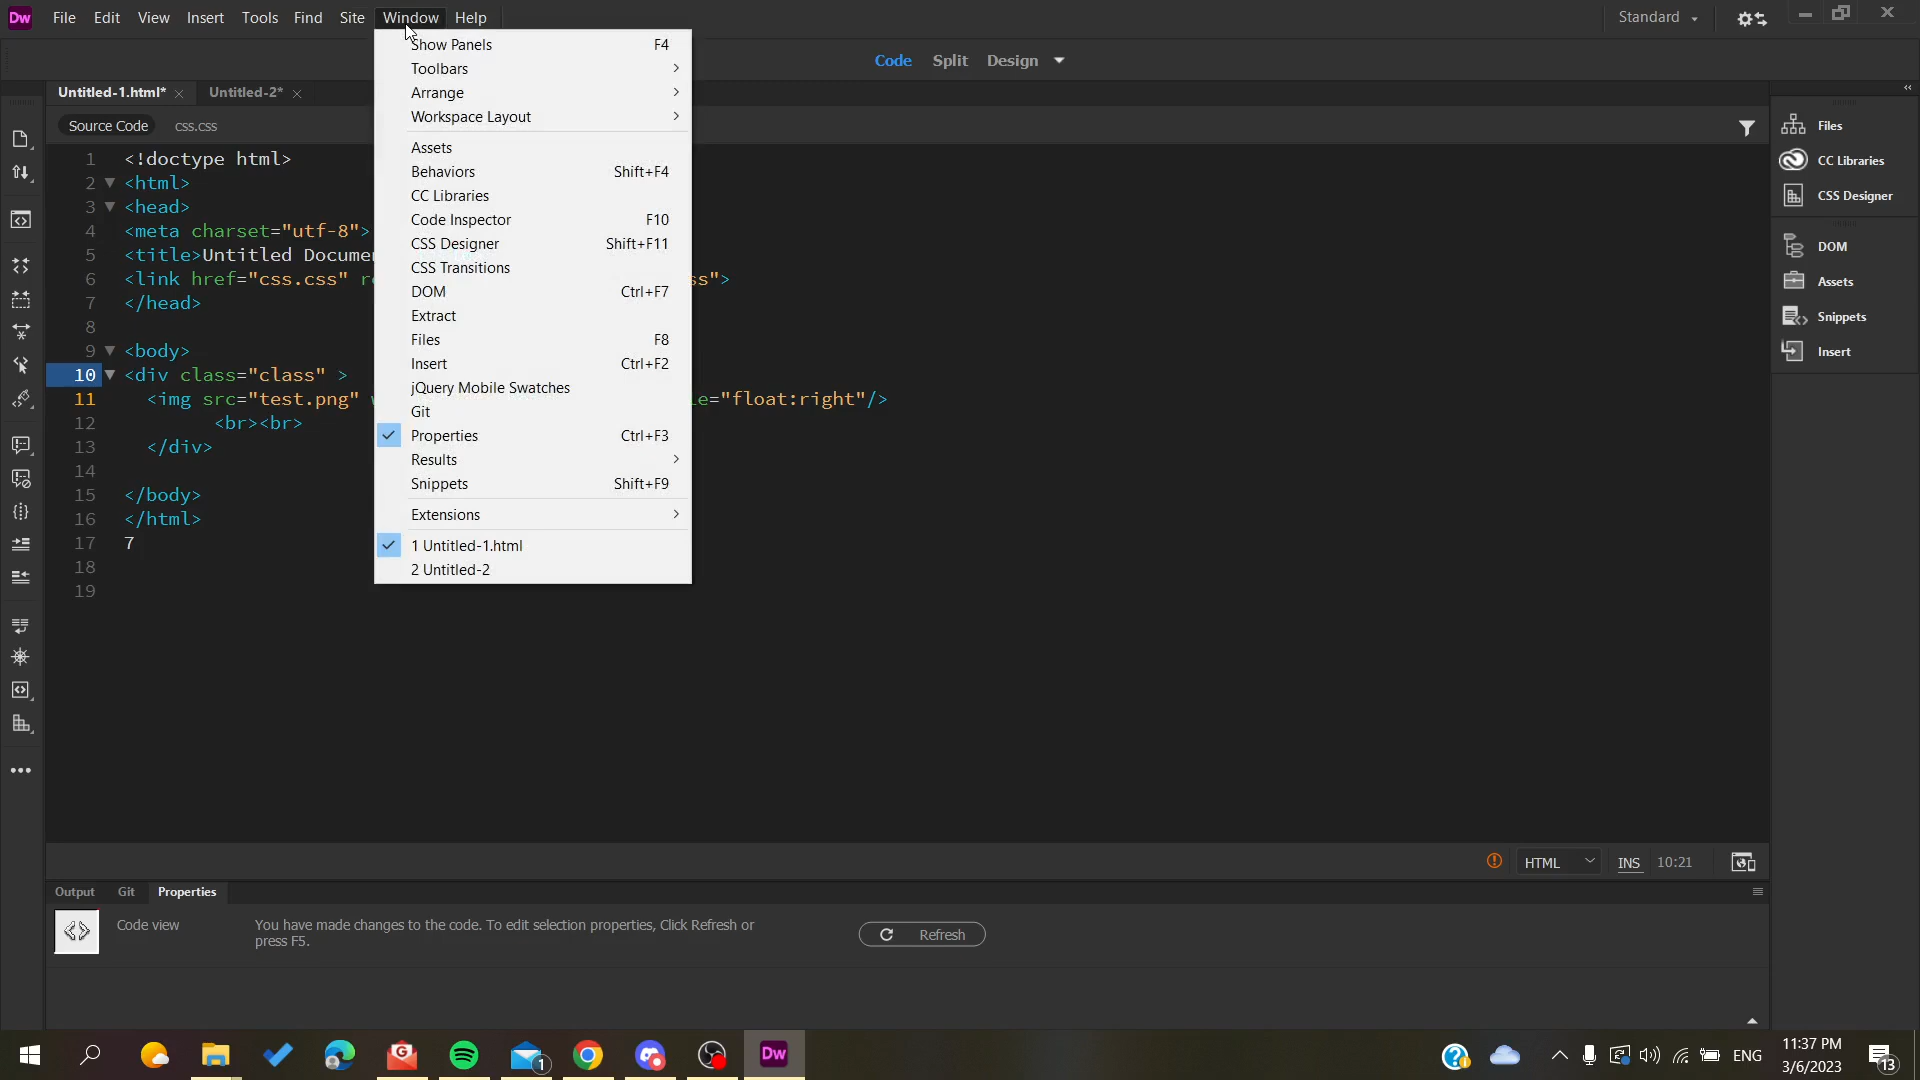 Dw File Edit View Insert Tools Find Site Window Help Standard
Show Panels F4
Toolbars
Arrange
Workspace Layout
Assets
Behaviors Shift+F4
CC Libraries
Code Inspector F10
CSS Designer Shift+F11
CSS Transitions
DOM Ctrl+F7
Extract
Files F8
Insert Ctrl+F2
jQuery Mobile Swatches
Git
Properties Ctrl+F3
Results
Snippets Shift+F9
Extensions
1 Untitled-1.html
2 Untitled-2
Code Split Design
Untitled-1.html* Untitled-2*
Source Code css.css
1 <!doctype html>
2 <html>
3 <head>
4 <meta charset="utf-8">
5 <title>Untitled Docume
6 <link href="css.css" r ss">
7 </head>
8
9 <body>
10 <div class="class" >
11 <img src="test.png" le="float:right"/>
12 <br><br>
13 </div>
14
15 </body>
16 </html>
17 7
18
19
Files
CC Libraries
CSS Designer
DOM
Assets
Snippets
Insert
HTML INS 10:21
Output Git Properties
Code view
You have made changes to the code. To edit selection properties, Click Refresh or
press F5.
Refresh
1 Dw ENG
11:37 PM
3/6/2023
13